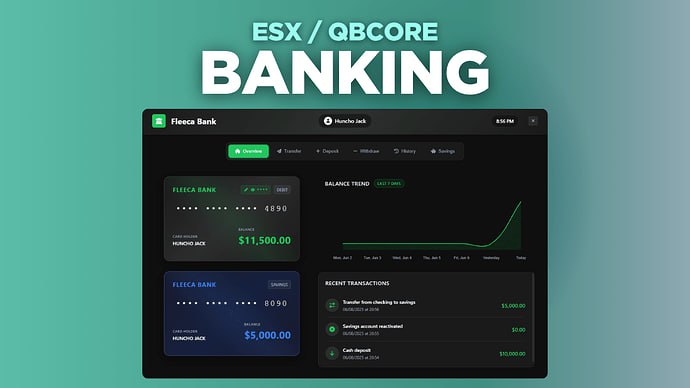 ESX / QBCORE
BANKING
Fleeca Bank
Huncho Jack
8:56 PM
Overview
Transfer
Deposit
Withdraw
History
Savings
FLEECA BANK
DEBIT
•••• •••• •••• 4890
CARD HOLDER
HUNCHO JACK
BALANCE
$11,500.00
FLEECA BANK
SAVINGS
•••• •••• •••• 8090
CARD HOLDER
HUNCHO JACK
BALANCE
$5,000.00
BALANCE TREND
LAST 7 DAYS
Mon, Jun 2
Tue, Jun 3
Wed, Jun 4
Thu, Jun 5
Fri, Jun 6
Yesterday
Today
RECENT TRANSACTIONS
Transfer from checking to savings
06/08/2025 at 20:56
$5,000.00
Savings account reactivated
06/08/2025 at 20:55
$0.00
Cash deposit
06/08/2025 at 20:54
$10,000.00